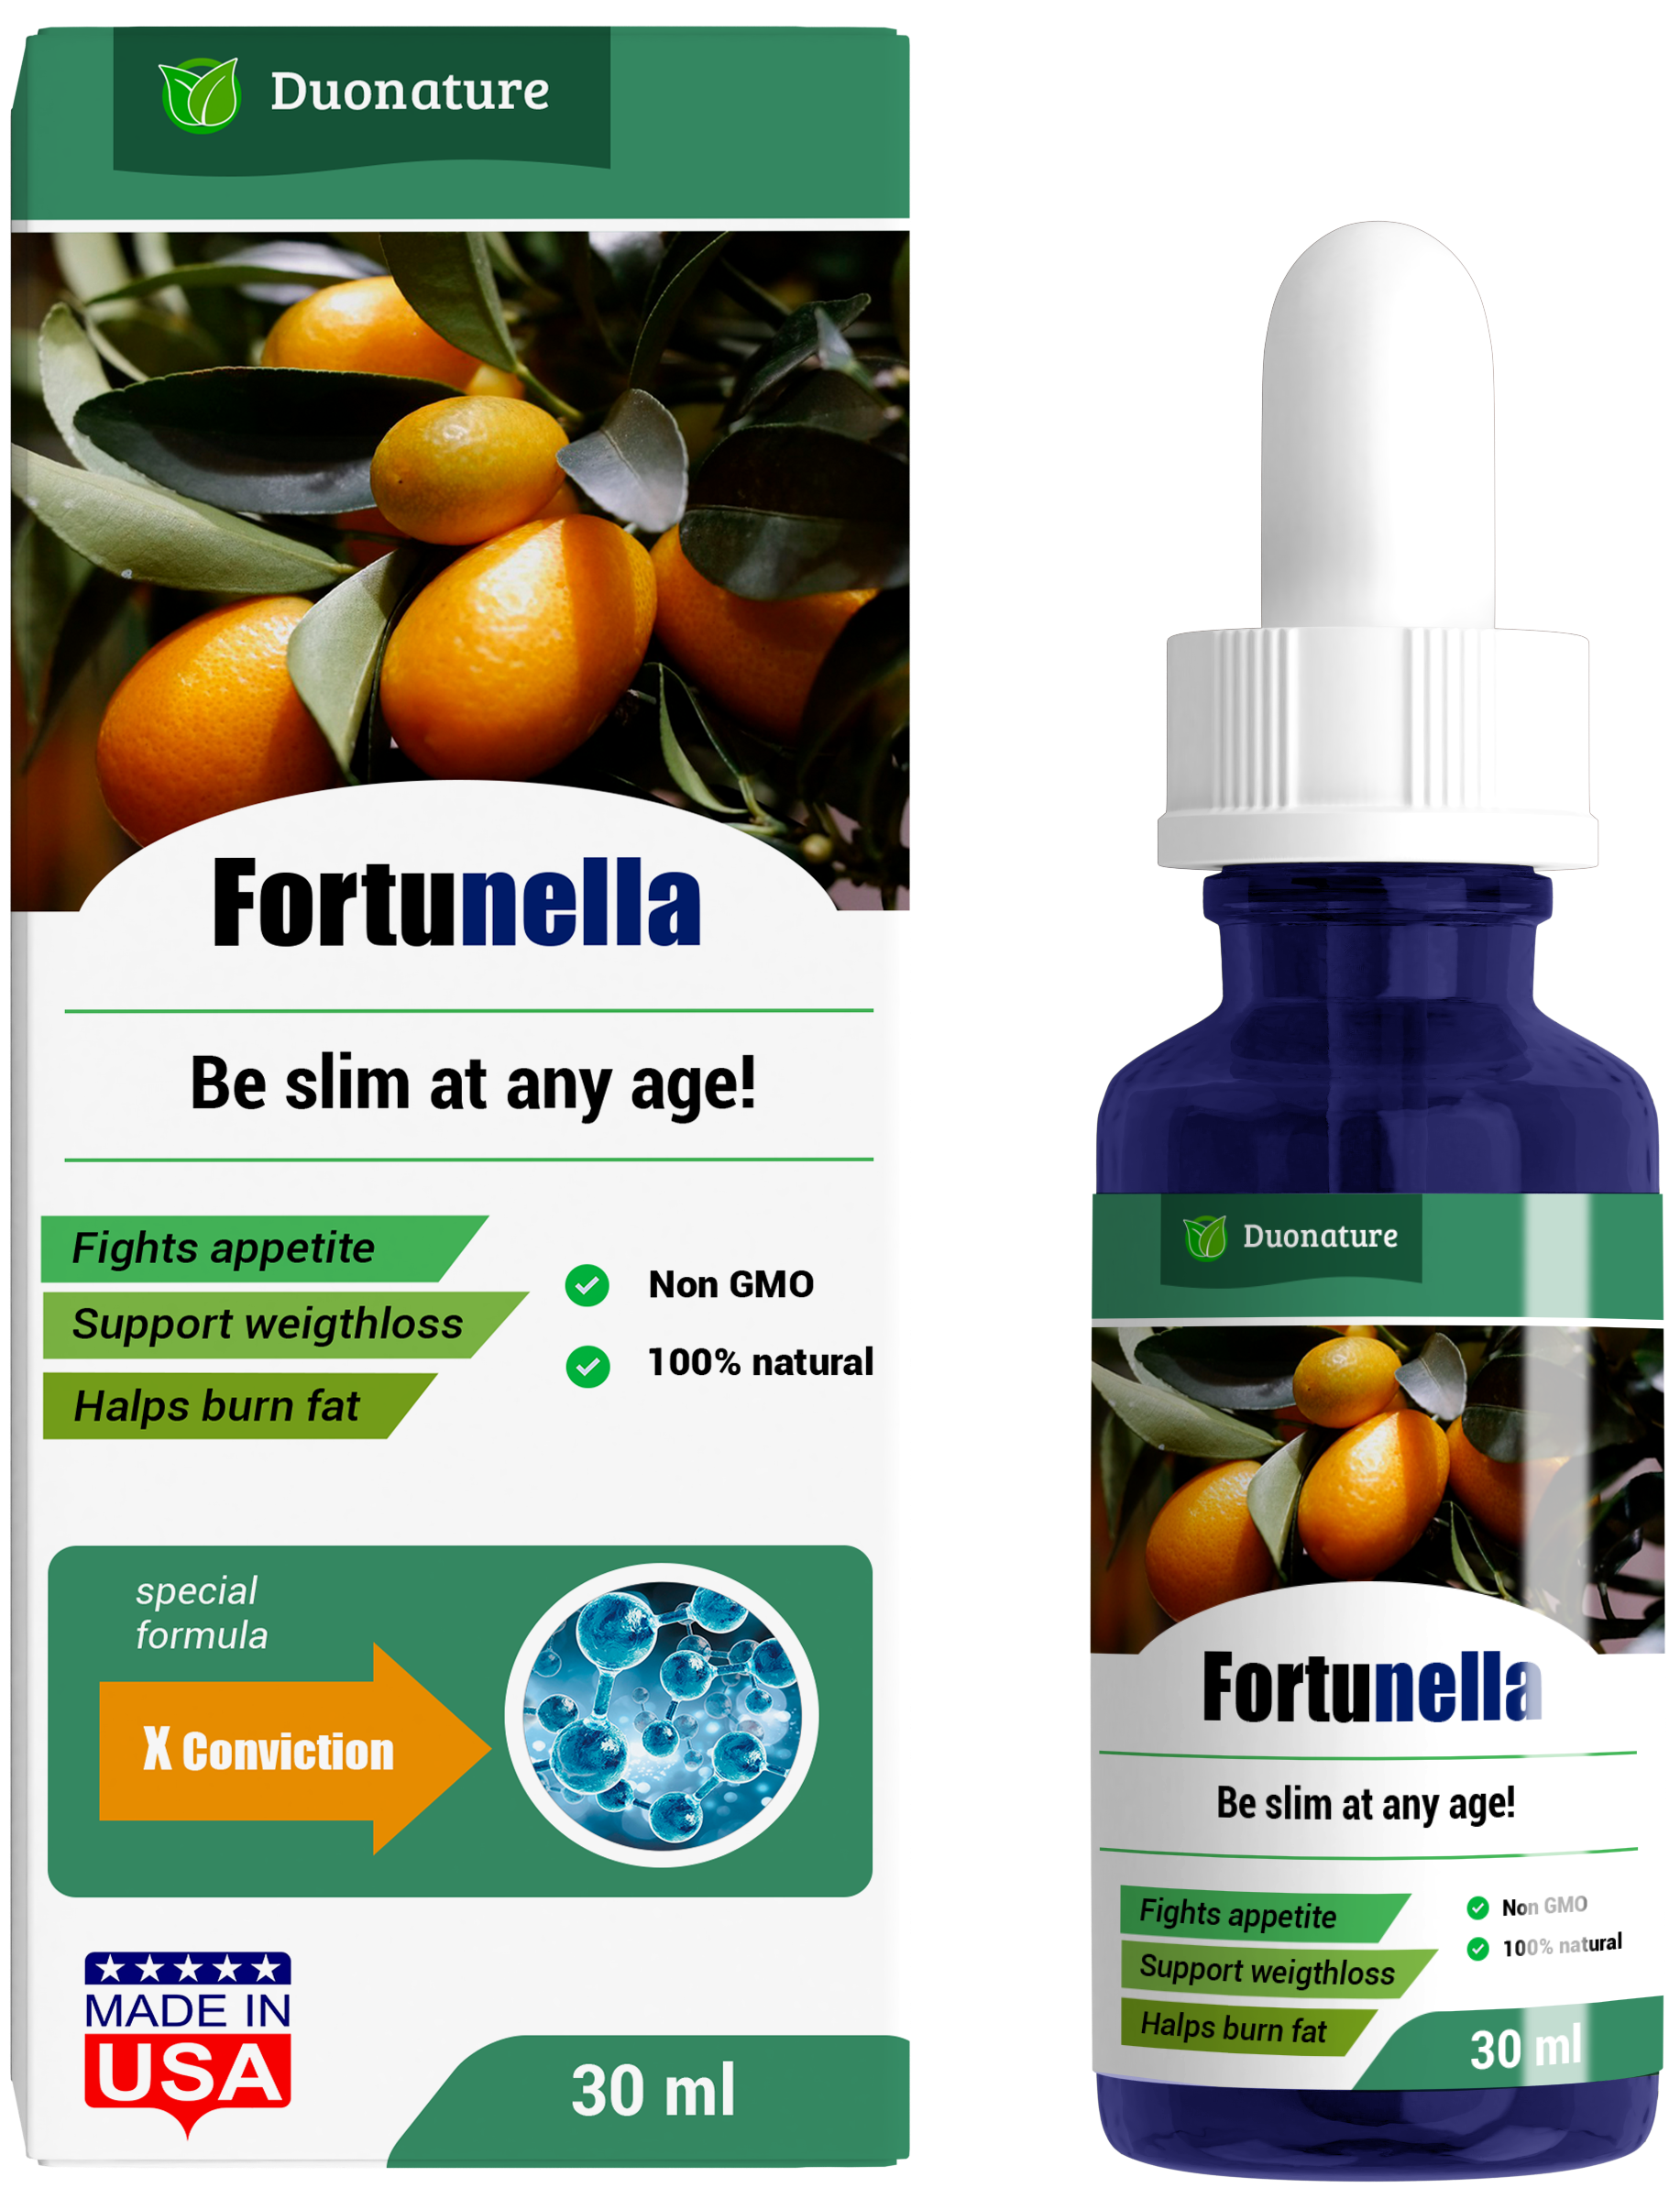 Duonature
Fortunella
Be slim at any age!
Fights appetite
Support weigthloss
Halps burn fat
Non GMO
100% natural
special
formula
X Conviction
MADE IN
USA
30 ml
Duonature
Fortunella
Be slim at any age!
Fights appetite
Support weigthloss
Halps burn fat
Non GMO
100% natural
30 ml